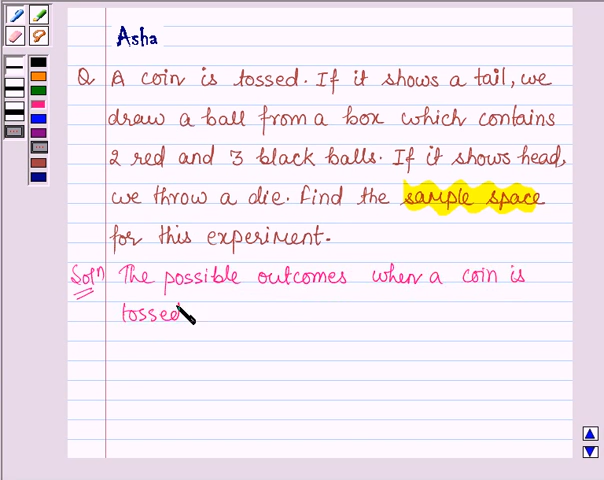 Asha
Q A coin is tossed. If it shows a tail, we
draw a ball from a box which contains
2 red and 3 black balls. If it shows head,
we throw a die. Find the sample space
for this experiment.
Soln The possible outcomes when a coin is
tossed